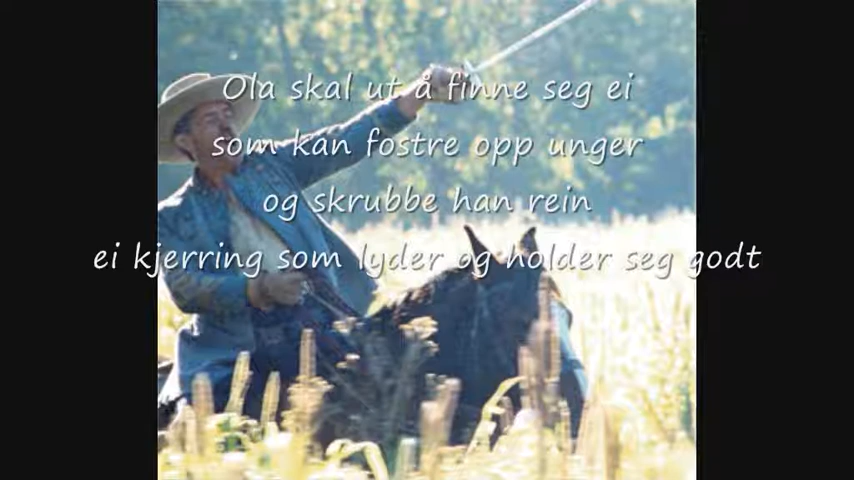 Ola skal ut å finne seg ei
som kan fostre opp unger
og skrubbe han rein
ei kjerring som lyder og holder seg godt